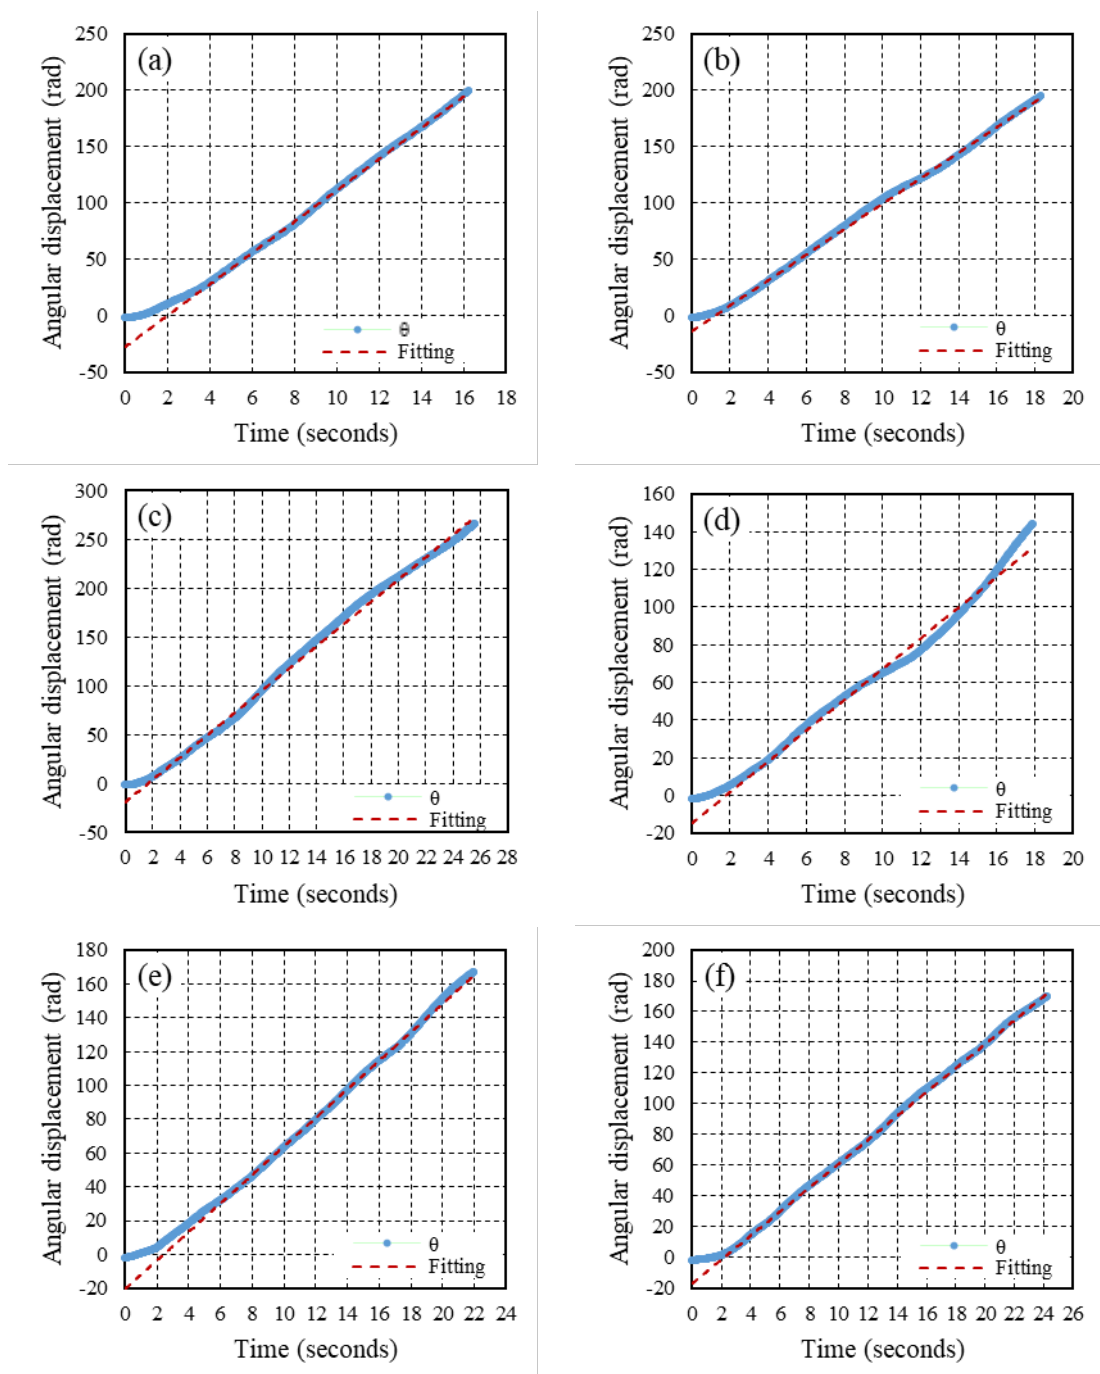 (a)
Angular displacement (rad)
250
200
150
100
50
0
-50
0 2 4 6 8 10 12 14 16 18
θ
Fitting
Time (seconds)
(b)
Angular displacement (rad)
250
200
150
100
50
0
-50
0 2 4 6 8 10 12 14 16 18 20
θ
Fitting
Time (seconds)
(c)
Angular displacement (rad)
300
250
200
150
100
50
0
-50
0 2 4 6 8 10 12 14 16 18 20 22 24 26 28
θ
Fitting
Time (seconds)
(d)
Angular displacement (rad)
160
140
120
100
80
60
40
20
0
-20
0 2 4 6 8 10 12 14 16 18 20
θ
Fitting
Time (seconds)
(e)
Angular displacement (rad)
180
160
140
120
100
80
60
40
20
0
-20
0 2 4 6 8 10 12 14 16 18 20 22 24
θ
Fitting
Time (seconds)
(f)
Angular displacement (rad)
200
180
160
140
120
100
80
60
40
20
0
-20
0 2 4 6 8 10 12 14 16 18 20 22 24 26
θ
Fitting
Time (seconds)